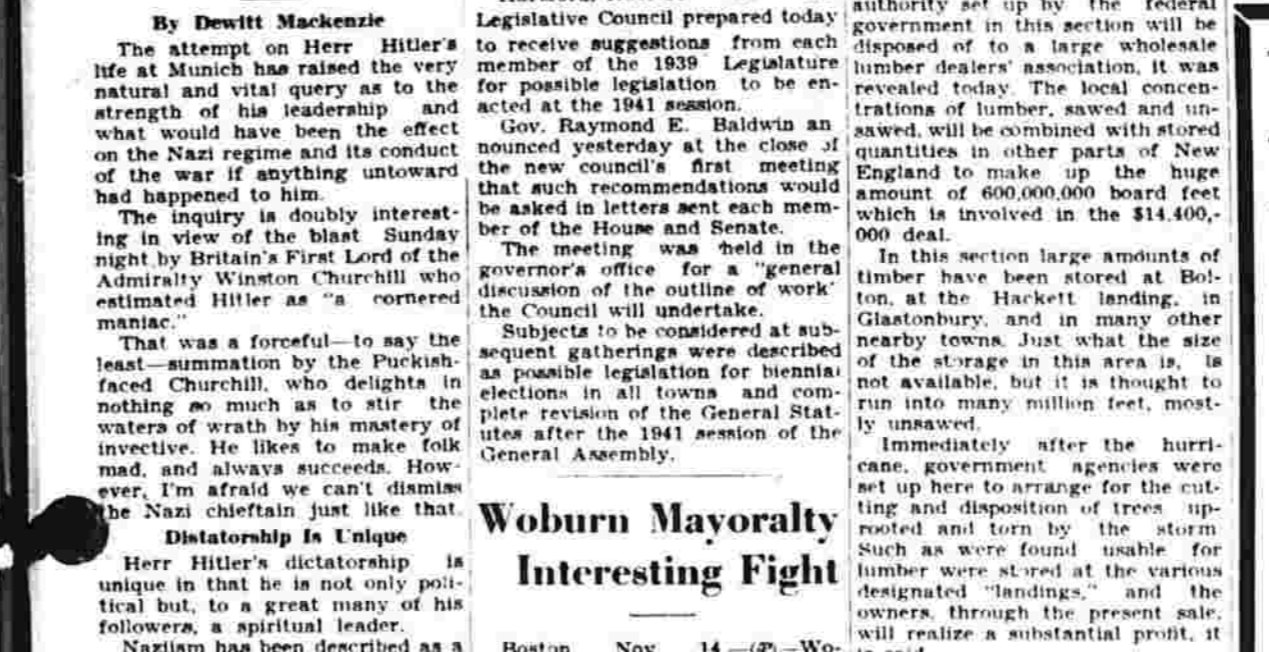 By Dewitt Mackenzie
The attempt on Herr Hitler's
life at Munich has raised the very
natural and vital query as to the
strength of his leadership and
what would have been the effect
on the Nazi regime and its conduct
of the war if anything untoward
had happened to him.
The inquiry is doubly interest-
ing in view of the blast Sunday
night by Britain's First Lord of the
Admiralty Winston Churchill who
estimated Hitler as "a cornered
maniac."
That was a forceful—to say the
least—summation by the Puckish-
faced Churchill, who delights in
nothing so much as to stir the
waters of wrath by his mastery of
invective. He likes to make folk
mad, and always succeeds. How-
ever, I'm afraid we can't dismiss
the Nazi chieftain just like that.
Distatorship Is Unique
Herr Hitler's dictatorship is
unique in that he is not only poli-
tical but, to a great many of his
followers, a spiritual leader.
Naziism has been described as a
Legislative Council prepared today
to receive suggestions from each
member of the 1939 Legislature
for possible legislation to be en-
acted at the 1941 session.
Gov. Raymond E. Baldwin an
nounced yesterday at the close of
the new council's first meeting
that such recommendations would
be asked in letters sent each mem-
ber of the House and Senate.
The meeting was held in the
governor's office for a "general
discussion of the outline of work'
the Council will undertake.
Subjects to be considered at sub-
sequent gatherings were described
as possible legislation for biennial
elections in all towns and com-
plete revision of the General Stat-
utes after the 1941 session of the
General Assembly.
Woburn Mayoralty
Interesting Fight
Boston Nov. 14—(AP)—Wo-
authority set up by the federal
government in this section will be
disposed of to a large wholesale
lumber dealers' association, it was
revealed today. The local concen-
trations of lumber, sawed and un-
sawed, will be combined with stored
quantities in other parts of New
England to make up the huge
amount of 600,000,000 board feet
which is involved in the $14,400,-
000 deal.
In this section large amounts of
timber have been stored at Bol-
ton, at the Hackett landing, in
Glastonbury, and in many other
nearby towns. Just what the size
of the storage in this area is, is
not available, but it is thought to
run into many million feet, most-
ly unsawed.
Immediately after the hurri-
cane, government agencies were
set up here to arrange for the cut-
ting and disposition of trees up-
rooted and torn by the storm
Such as were found usable for
lumber were stored at the various
designated "landings," and the
owners, through the present sale,
will realize a substantial profit, it